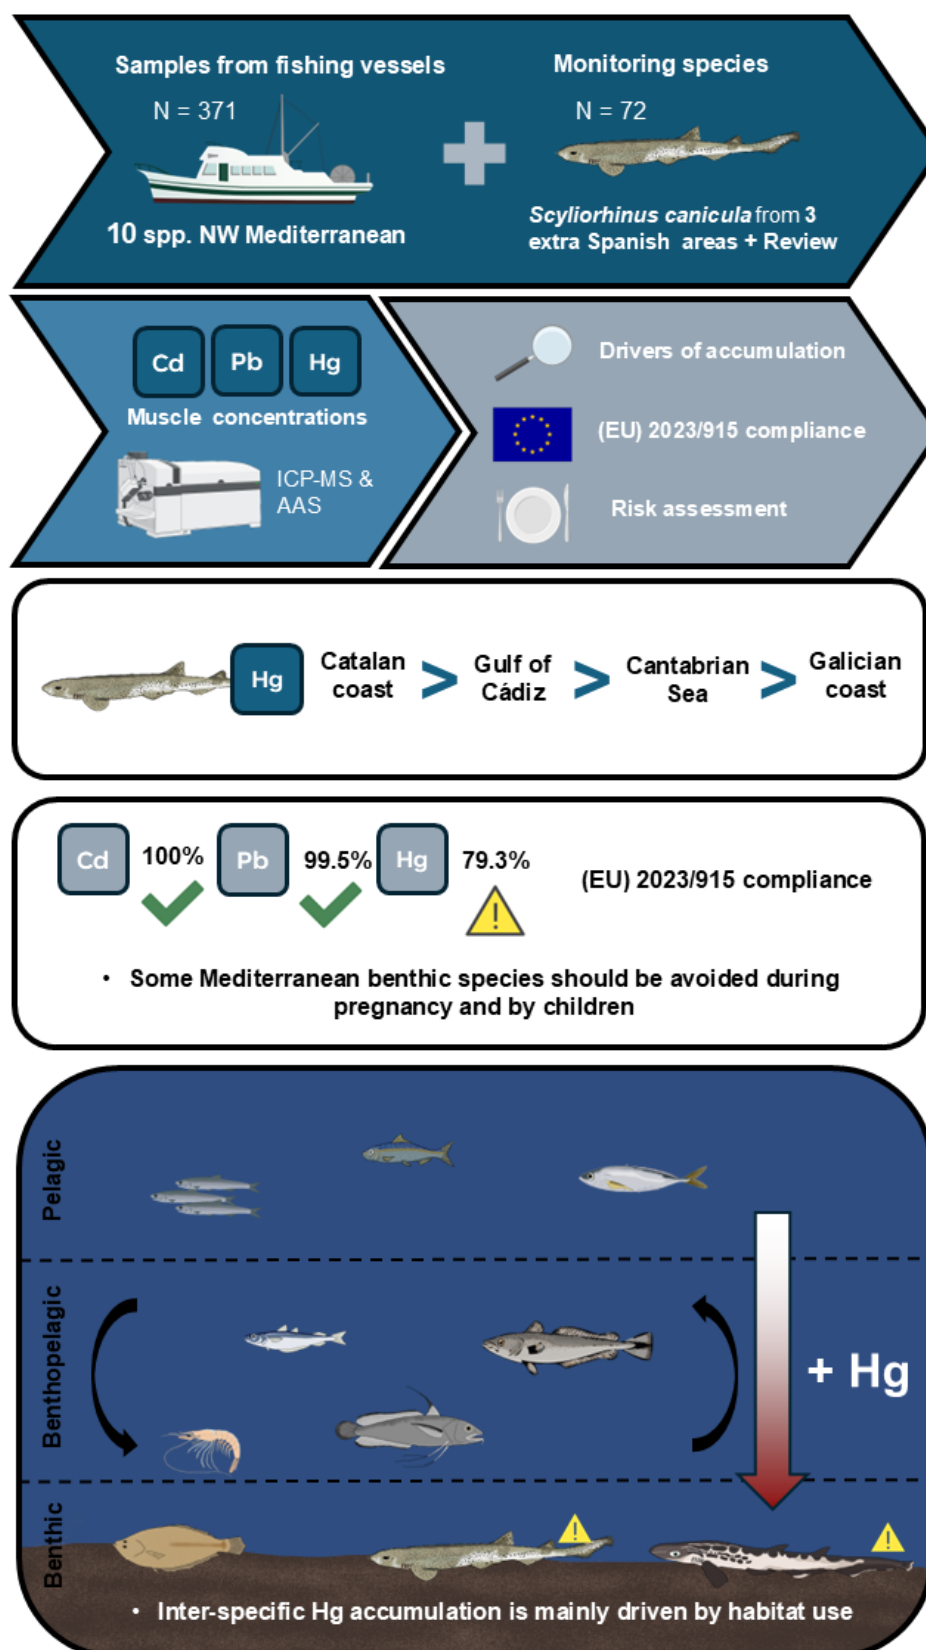 Samples from fishing vessels
N = 371
10 spp. NW Mediterranean
Monitoring species
N = 72
Scyliorhinus canicula from 3
extra Spanish areas + Review
Cd Pb Hg
Muscle concentrations
ICP-MS &
AAS
Drivers of accumulation
(EU) 2023/915 compliance
Risk assessment
Hg
Catalan
coast
>
Gulf of
Cádiz
>
Cantabrian
Sea
>
Galician
coast
Cd 100% Pb 99.5% Hg 79.3%
(EU) 2023/915 compliance
• Some Mediterranean benthic species should be avoided during
pregnancy and by children
Pelagic
Benthopelagic
+ Hg
Benthic
• Inter-specific Hg accumulation is mainly driven by habitat use